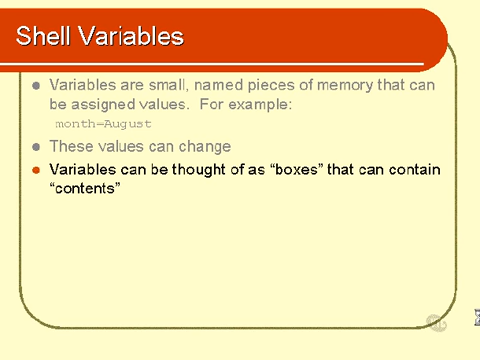 Shell Variables
Variables are small, named pieces of memory that can
be assigned values. For example:
month=August
These values can change
Variables can be thought of as “boxes” that can contain
“contents”